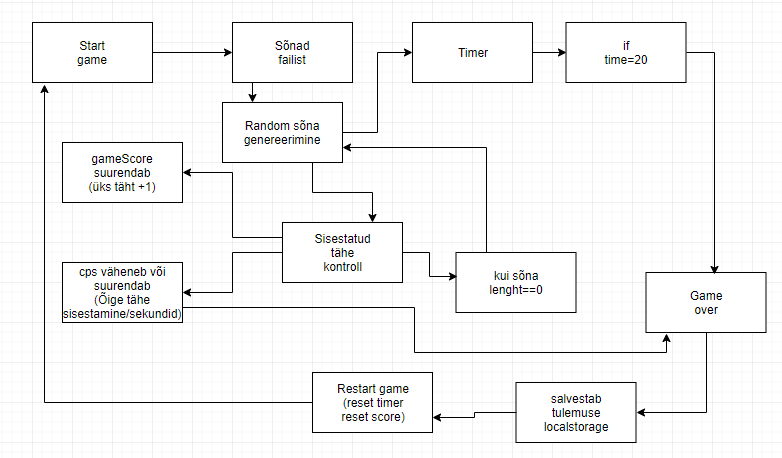 Start
game
Sõnad
failist
Timer
if
time=20
Random sõna
genereerimine
gameScore
suurendab
(üks täht +1)
Sisestatud
tähe
kontroll
cps väheneb või
suurendab
(Õige tähe
sisestamine/sekundid)
kui sõna
lenght==0
Game
over
Restart game
(reset timer
reset score)
salvestab
tulemuse
localstorage